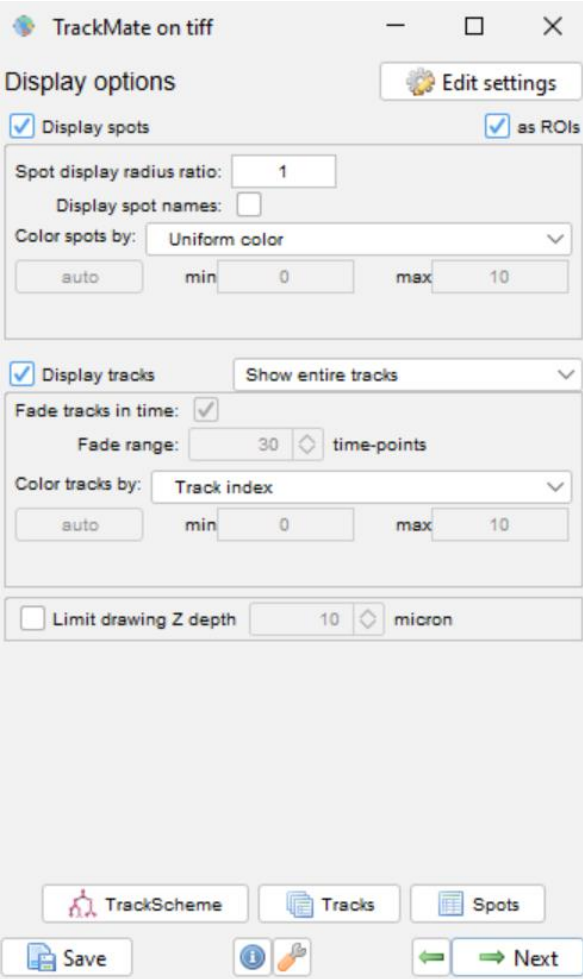 TrackMate on tiff
Display options Edit settings
Display spots as ROIs
Spot display radius ratio: 1
Display spot names:
Color spots by: Uniform color
auto min 0 max 10
Display tracks Show entire tracks
Fade tracks in time:
Fade range: 30 time-points
Color tracks by: Track index
auto min 0 max 10
Limit drawing Z depth 10 micron
TrackScheme Tracks Spots
Save Next